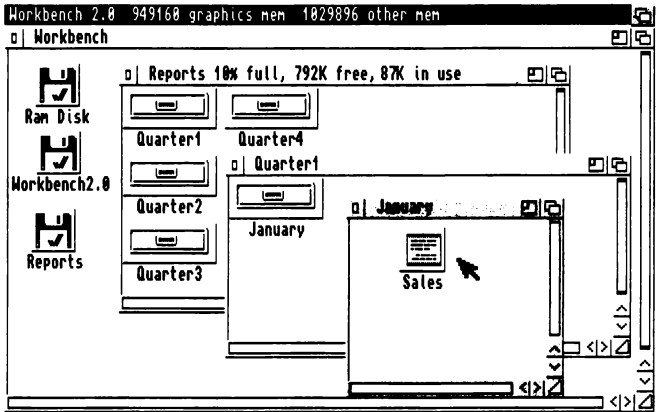 Workbench 2.0 949160 graphics mem 1029896 other mem
Workbench
Reports 10% full, 792K free, 87K in use
Ram Disk
Workbench2.0
Reports
Quarter1
Quarter4
Quarter2
Quarter3
Quarter1
January
January
Sales